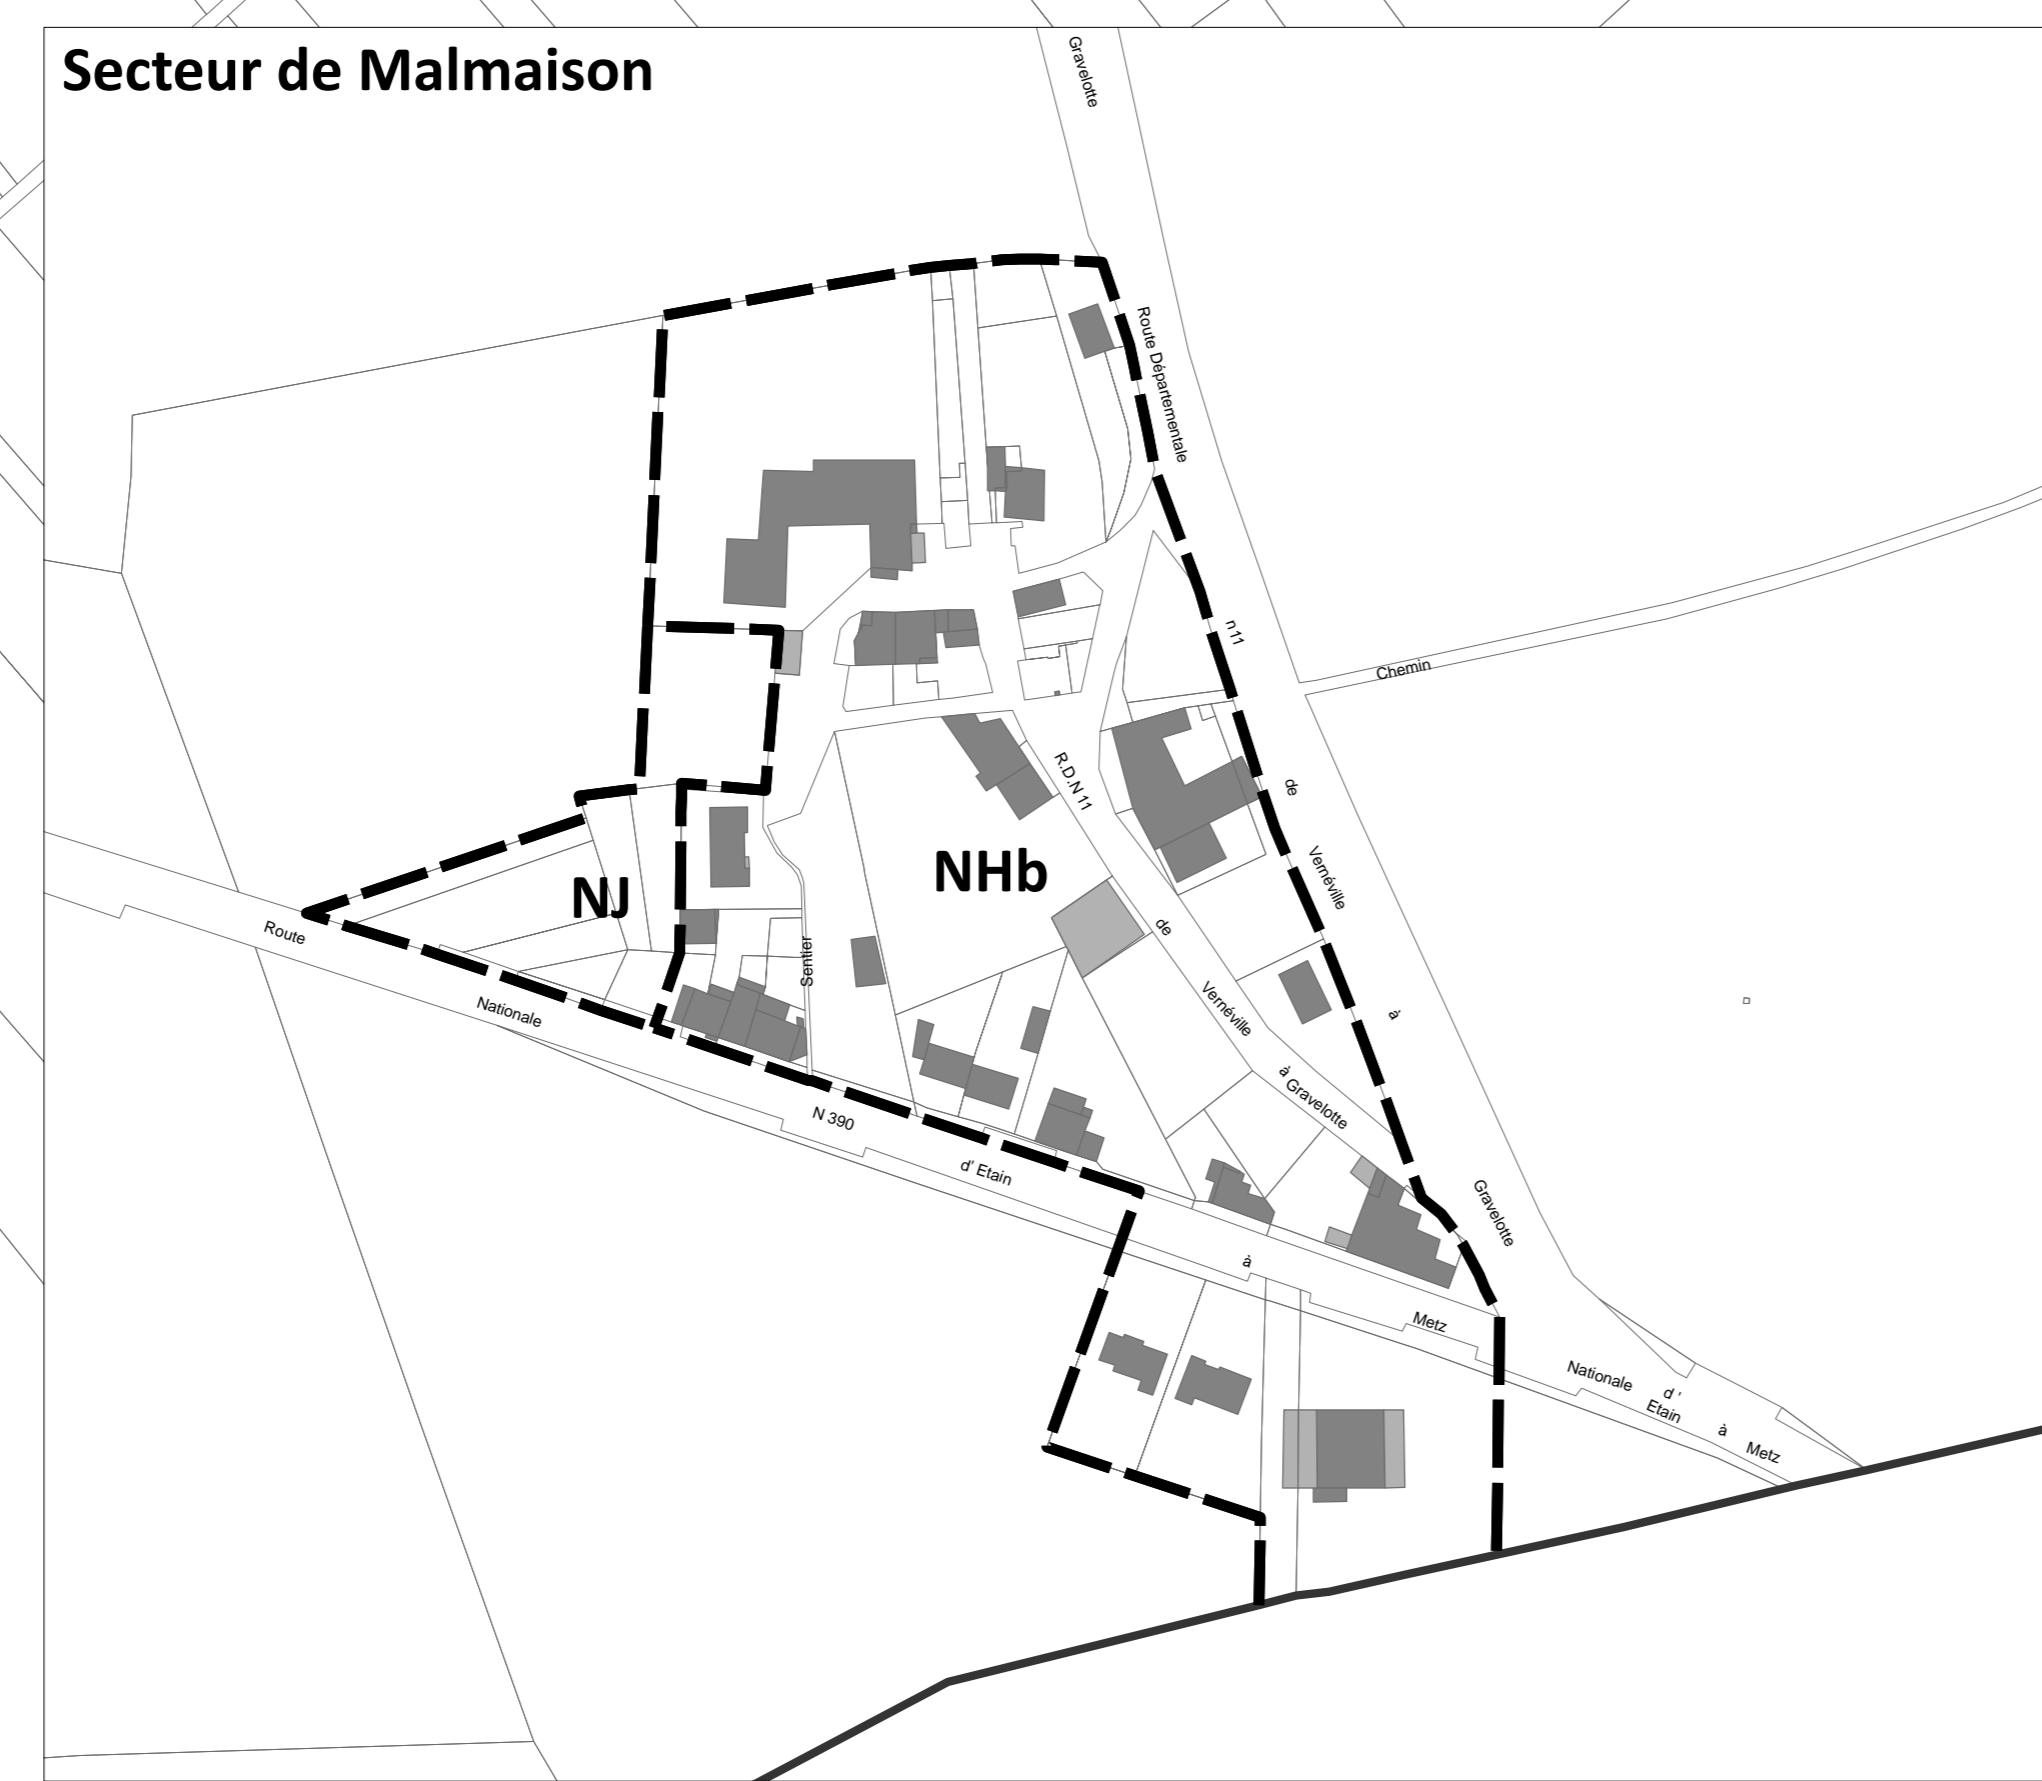 Secteur de Malmaison
Gravelotte
Route Départementale
n11
Chemin
de
R.D.N 11
Vernéville
NHb
NJ
de
Route
Sentier
Nationale
Vernéville
à
à Gravelotte
N 390
d' Etain
Gravelotte
à
Metz
Nationale
d '
Etain
à
Metz